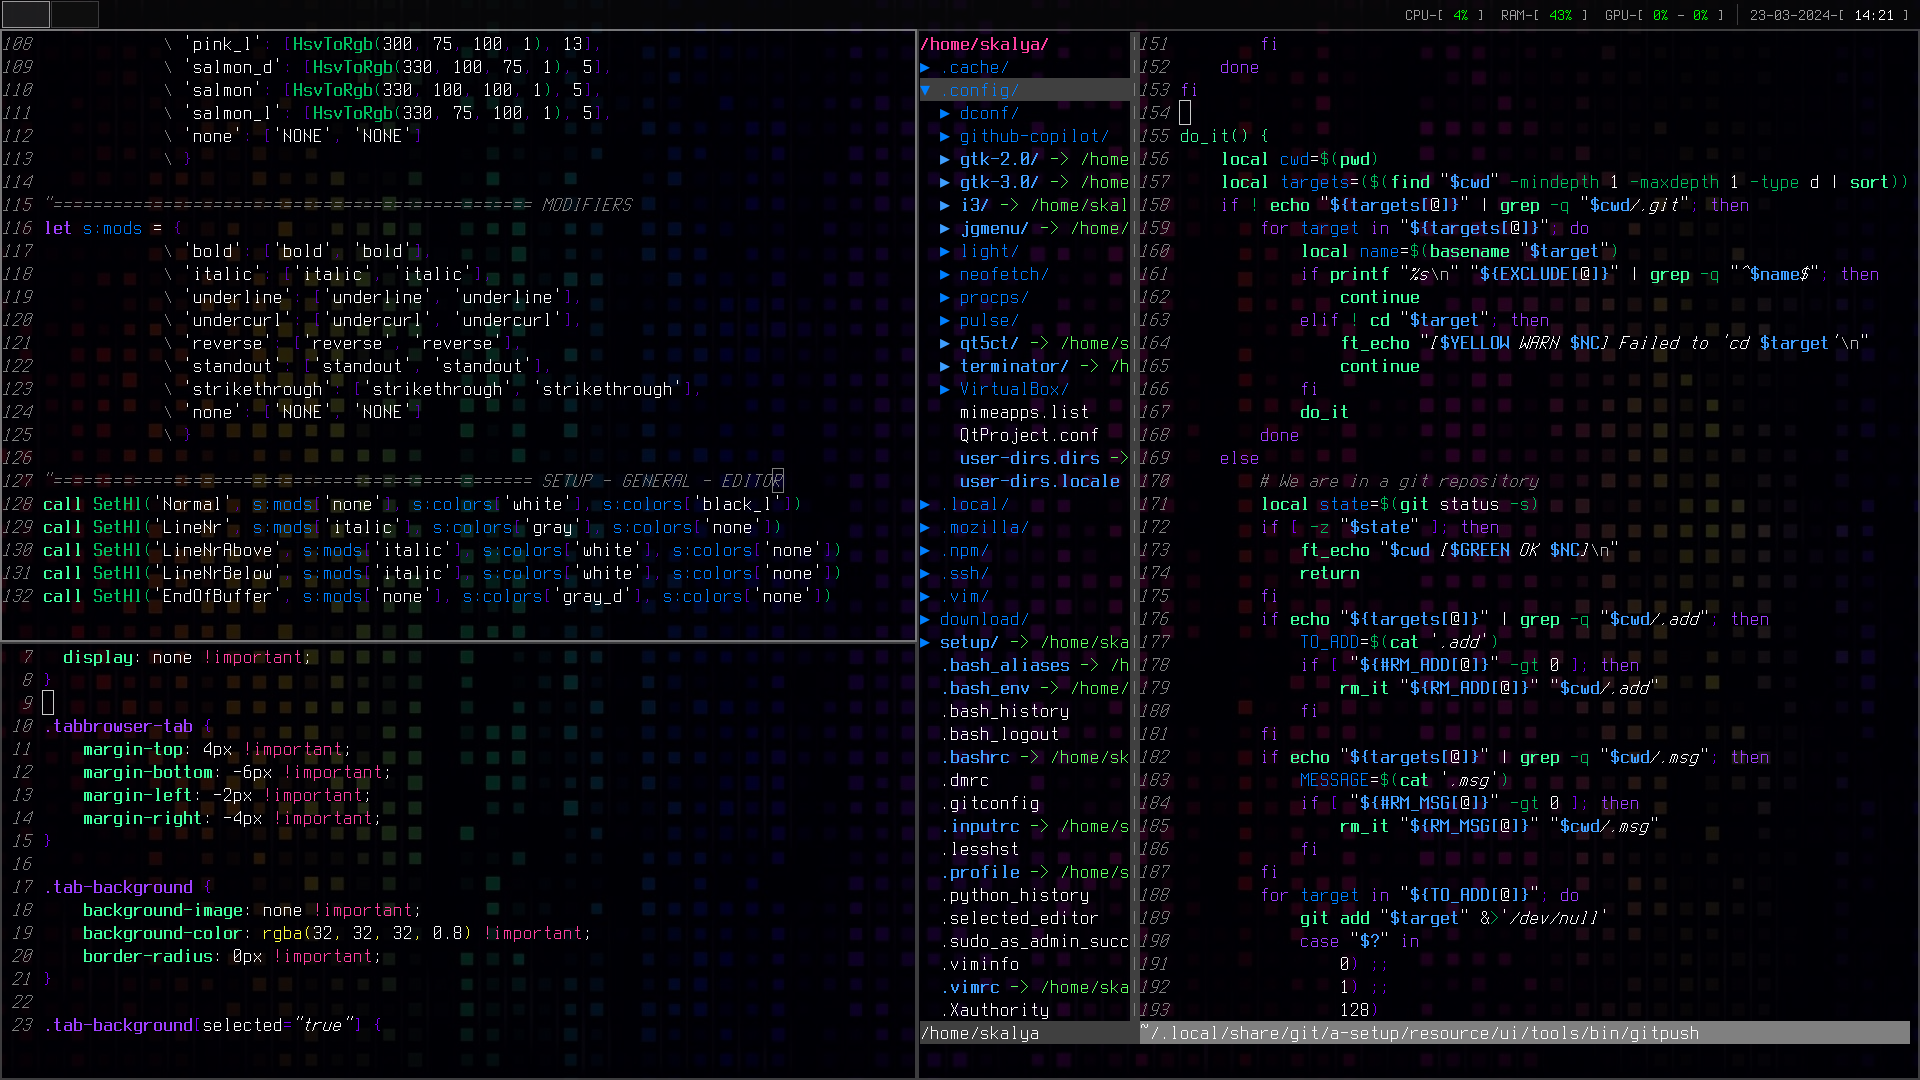 CPU-[ 4% ] RAM-[ 43% ] GPU-[ 0% - 0% ] 23-03-2024-[ 14:21 ]
108 \ 'pink_l': [HsvToRgb(300, 75, 100, 1), 13],
109 \ 'salmon_d': [HsvToRgb(330, 100, 75, 1), 5],
110 \ 'salmon': [HsvToRgb(330, 100, 100, 1), 5],
111 \ 'salmon_l': [HsvToRgb(330, 75, 100, 1), 5],
112 \ 'none': ['NONE', 'NONE']
113 \ }
114
115 "================================================ MODIFIERS
116 let s:mods = {
117 \ 'bold': ['bold', 'bold'],
118 \ 'italic': ['italic', 'italic'],
119 \ 'underline': ['underline', 'underline'],
120 \ 'undercurl': ['undercurl', 'undercurl'],
121 \ 'reverse': ['reverse', 'reverse'],
122 \ 'standout': ['standout', 'standout'],
123 \ 'strikethrough': ['strikethrough', 'strikethrough'],
124 \ 'none': ['NONE', 'NONE']
125 \ }
126
127 "================================================ SETUP - GENERAL - EDITOR
128 call SetHl('Normal', s:mods['none'], s:colors['white'], s:colors['black_l'])
129 call SetHl('LineNr', s:mods['italic'], s:colors['gray'], s:colors['none'])
130 call SetHl('LineNrAbove', s:mods['italic'], s:colors['white'], s:colors['none'])
131 call SetHl('LineNrBelow', s:mods['italic'], s:colors['white'], s:colors['none'])
132 call SetHl('EndOfBuffer', s:mods['none'], s:colors['gray_d'], s:colors['none'])
7 display: none !important;
8 }
9
10 .tabbrowser-tab {
11 margin-top: 4px !important;
12 margin-bottom: -6px !important;
13 margin-left: -2px !important;
14 margin-right: -4px !important;
15 }
16
17 .tab-background {
18 background-image: none !important;
19 background-color: rgba(32, 32, 32, 0.8) !important;
20 border-radius: 0px !important;
21 }
22
23 .tab-background[selected="true"] {
/home/skalya/
▶ .cache/
▼ .config/
▶ dconf/
▶ github-copilot/
▶ gtk-2.0/ -> /home
▶ gtk-3.0/ -> /home
▶ i3/ -> /home/skal
▶ jgmenu/ -> /home/
▶ light/
▶ neofetch/
▶ procps/
▶ pulse/
▶ qt5ct/ -> /home/s
▶ terminator/ -> /h
▶ VirtualBox/
mimeapps.list
QtProject.conf
user-dirs.dirs ->
user-dirs.locale
▶ .local/
▶ .mozilla/
▶ .npm/
▶ .ssh/
▶ .vim/
▶ download/
▶ setup/ -> /home/ska
.bash_aliases -> /h
.bash_env -> /home/
.bash_history
.bash_logout
.bashrc -> /home/sk
.dmrc
.gitconfig
.inputrc -> /home/s
.lesshst
.profile -> /home/s
.python_history
.selected_editor
.sudo_as_admin_succ
.viminfo
.vimrc -> /home/ska
.Xauthority
/home/skalya
151 fi
152 done
153 fi
154
155 do_it() {
156 local cwd=$(pwd)
157 local targets=($(find "$cwd" -mindepth 1 -maxdepth 1 -type d | sort))
158 if ! echo "${targets[@]}" | grep -q "$cwd/.git"; then
159 for target in "${targets[@]}"; do
160 local name=$(basename "$target")
161 if printf "%s\n" "${EXCLUDE[@]}" | grep -q "^$name$"; then
162 continue
163 elif ! cd "$target"; then
164 ft_echo "[$YELLOW WARN $NC] Failed to 'cd $target'\n"
165 continue
166 fi
167 do_it
168 done
169 else
170 # We are in a git repository
171 local state=$(git status -s)
172 if [ -z "$state" ]; then
173 ft_echo "$cwd [$GREEN OK $NC]\n"
174 return
175 fi
176 if echo "${targets[@]}" | grep -q "$cwd/.add"; then
177 TO_ADD=$(cat '.add')
178 if [ "${#RM_ADD[@]}" -gt 0 ]; then
179 rm_it "${RM_ADD[@]}" "$cwd/.add"
180 fi
181 fi
182 if echo "${targets[@]}" | grep -q "$cwd/.msg"; then
183 MESSAGE=$(cat '.msg')
184 if [ "${#RM_MSG[@]}" -gt 0 ]; then
185 rm_it "${RM_MSG[@]}" "$cwd/.msg"
186 fi
187 fi
188 for target in "${TO_ADD[@]}"; do
189 git add "$target" &>'/dev/null'
190 case "$?" in
191 0) ;;
192 1) ;;
193 128)
~/.local/share/git/a-setup/resource/ui/tools/bin/gitpush